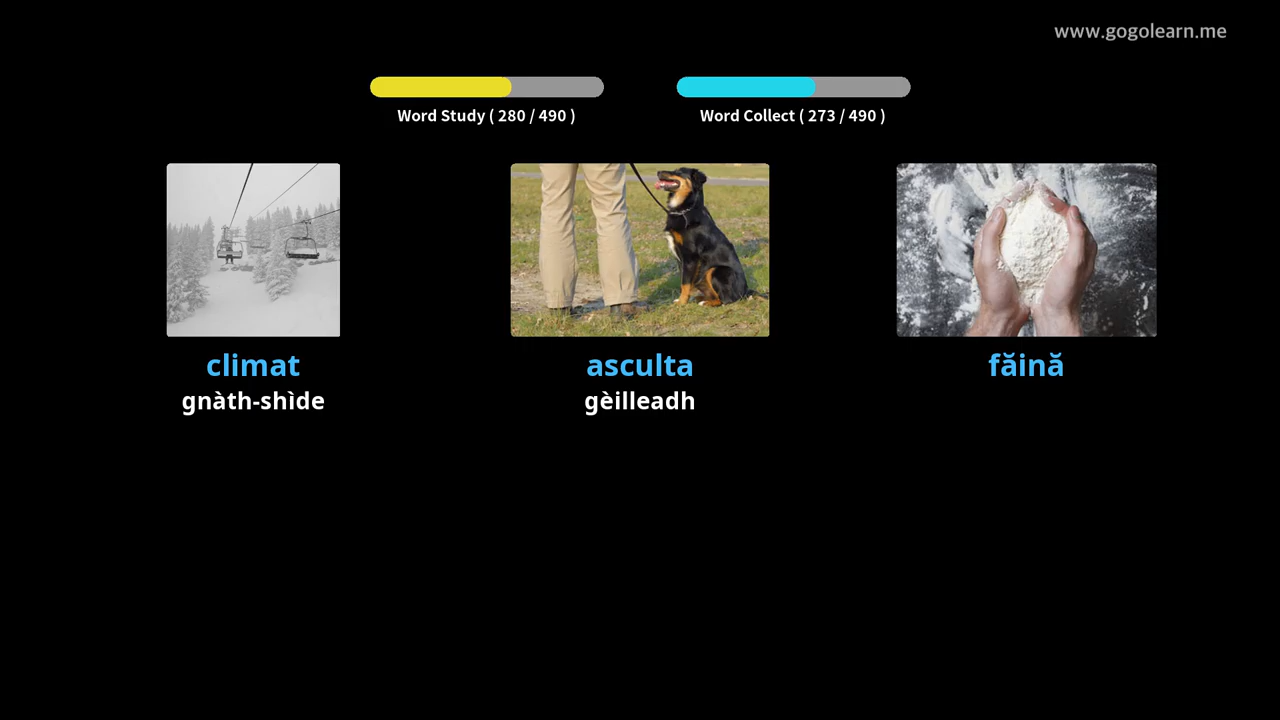 www.gogolearn.me
Word Study ( 280 / 490 )
Word Collect ( 273 / 490 )
climat
gnàth-shìde
asculta
gèilleadh
făină